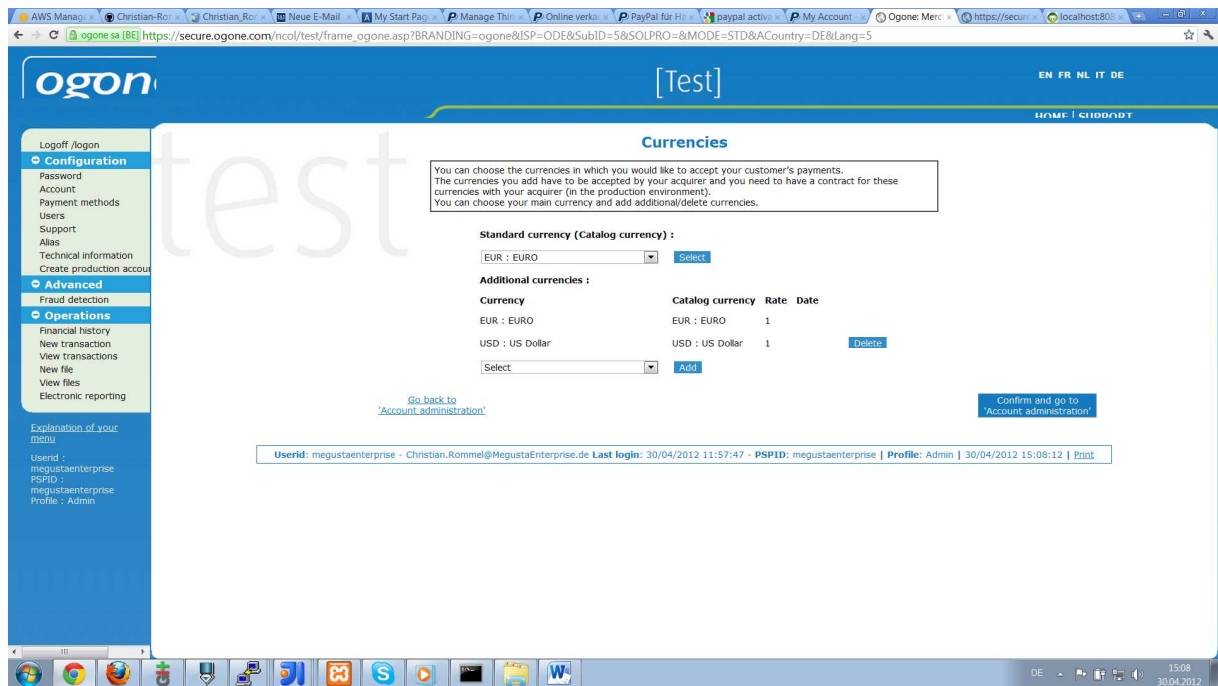 AWS Manage
Christian-Ror
Christian_Ror
Neue E-Mail
My Start Page
Manage Thin
Online verkau
PayPal für Hä
paypal activa
My Account -
Ogone: Merc
https://secur
localhost:808
ogone sa [BE] https://secure.ogone.com/ncol/test/frame_ogone.asp?BRANDING=ogone&ISP=ODE&SubID=5&SOLPRO=&MODE=STD&ACountry=DE&Lang=5
ogon
[Test]
EN FR NL IT DE
HOME | SUPPORT
test
Logoff /logon
Configuration
Password
Account
Payment methods
Users
Support
Alias
Technical information
Create production accou
Advanced
Fraud detection
Operations
Financial history
New transaction
View transactions
New file
View files
Electronic reporting
Explanation of your
menu
Userid :
megustaenterprise
PSPID :
megustaenterprise
Profile : Admin
Currencies
You can choose the currencies in which you would like to accept your customer's payments.
The currencies you add have to be accepted by your acquirer and you need to have a contract for these
currencies with your acquirer (in the production environment).
You can choose your main currency and add additional/delete currencies.
Standard currency (Catalog currency) :
EUR : EURO Select
Additional currencies :
Currency Catalog currency Rate Date
EUR : EURO EUR : EURO 1
USD : US Dollar USD : US Dollar 1 Delete
Select Add
Go back to
'Account administration'
Confirm and go to
'Account administration'
Userid: megustaenterprise - Christian.Rommel@MegustaEnterprise.de Last login: 30/04/2012 11:57:47 - PSPID: megustaenterprise | Profile: Admin | 30/04/2012 15:08:12 | Print
DE
15:08
30.04.2012